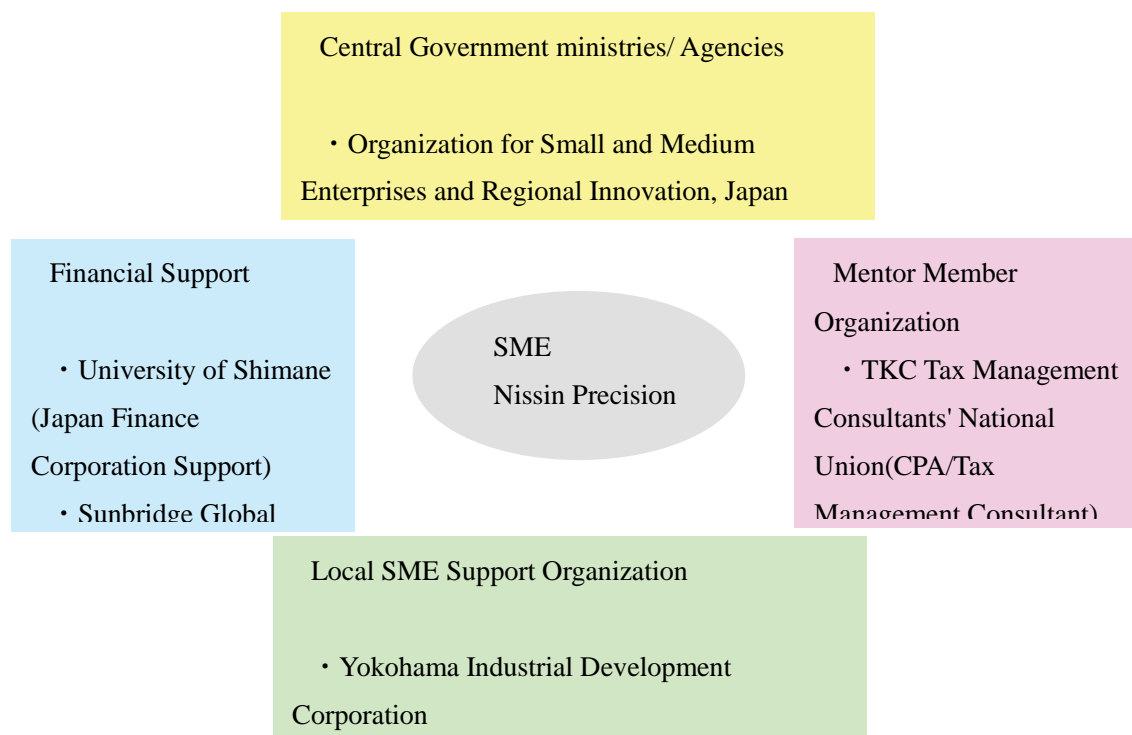 Central Government ministries/ Agencies
・Organization for Small and Medium
Enterprises and Regional Innovation, Japan
Financial Support
・University of Shimane
(Japan Finance
Corporation Support)
・Sunbridge Global
SME
Nissin Precision
Mentor Member
Organization
・TKC Tax Management
Consultants' National
Union(CPA/Tax
Management Consultant)
Local SME Support Organization
・Yokohama Industrial Development
Corporation